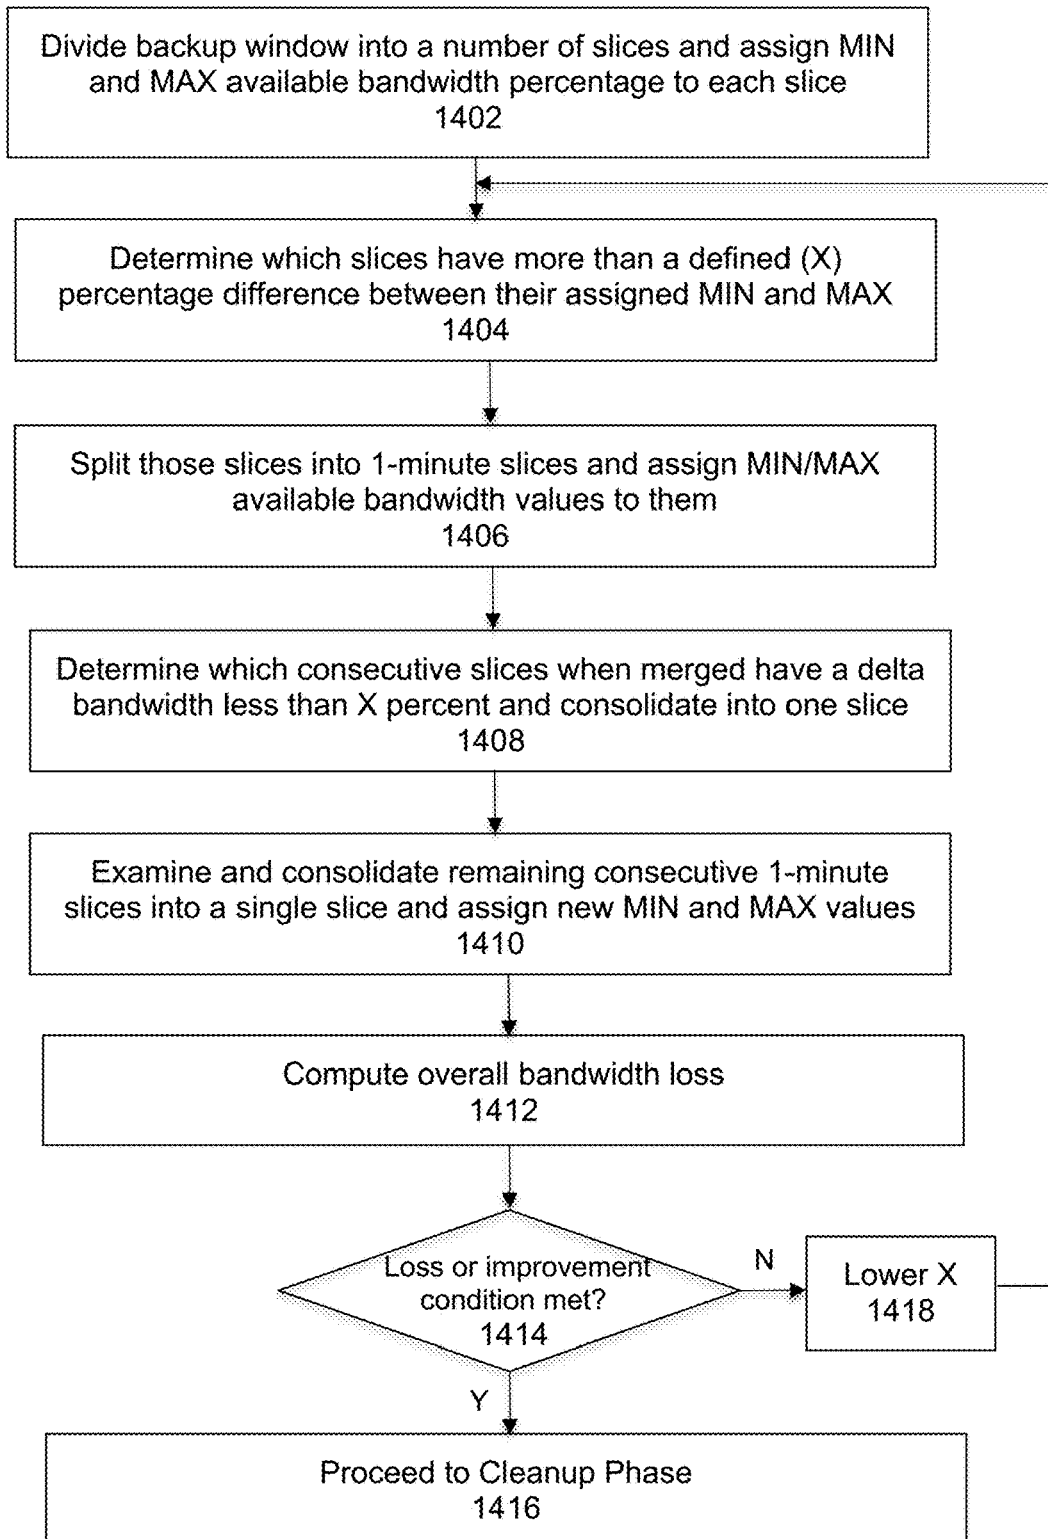 Divide backup window into a number of slices and assign MIN
and MAX available bandwidth percentage to each slice
1402
Determine which slices have more than a defined (X)
percentage difference between their assigned MIN and MAX
1404
Split those slices into 1-minute slices and assign MIN/MAX
available bandwidth values to them
1406
Determine which consecutive slices when merged have a delta
bandwidth less than X percent and consolidate into one slice
1408
Examine and consolidate remaining consecutive 1-minute
slices into a single slice and assign new MIN and MAX values
1410
Compute overall bandwidth loss
1412
Loss or improvement
condition met?
1414
N
Lower X
1418
Y
Proceed to Cleanup Phase
1416